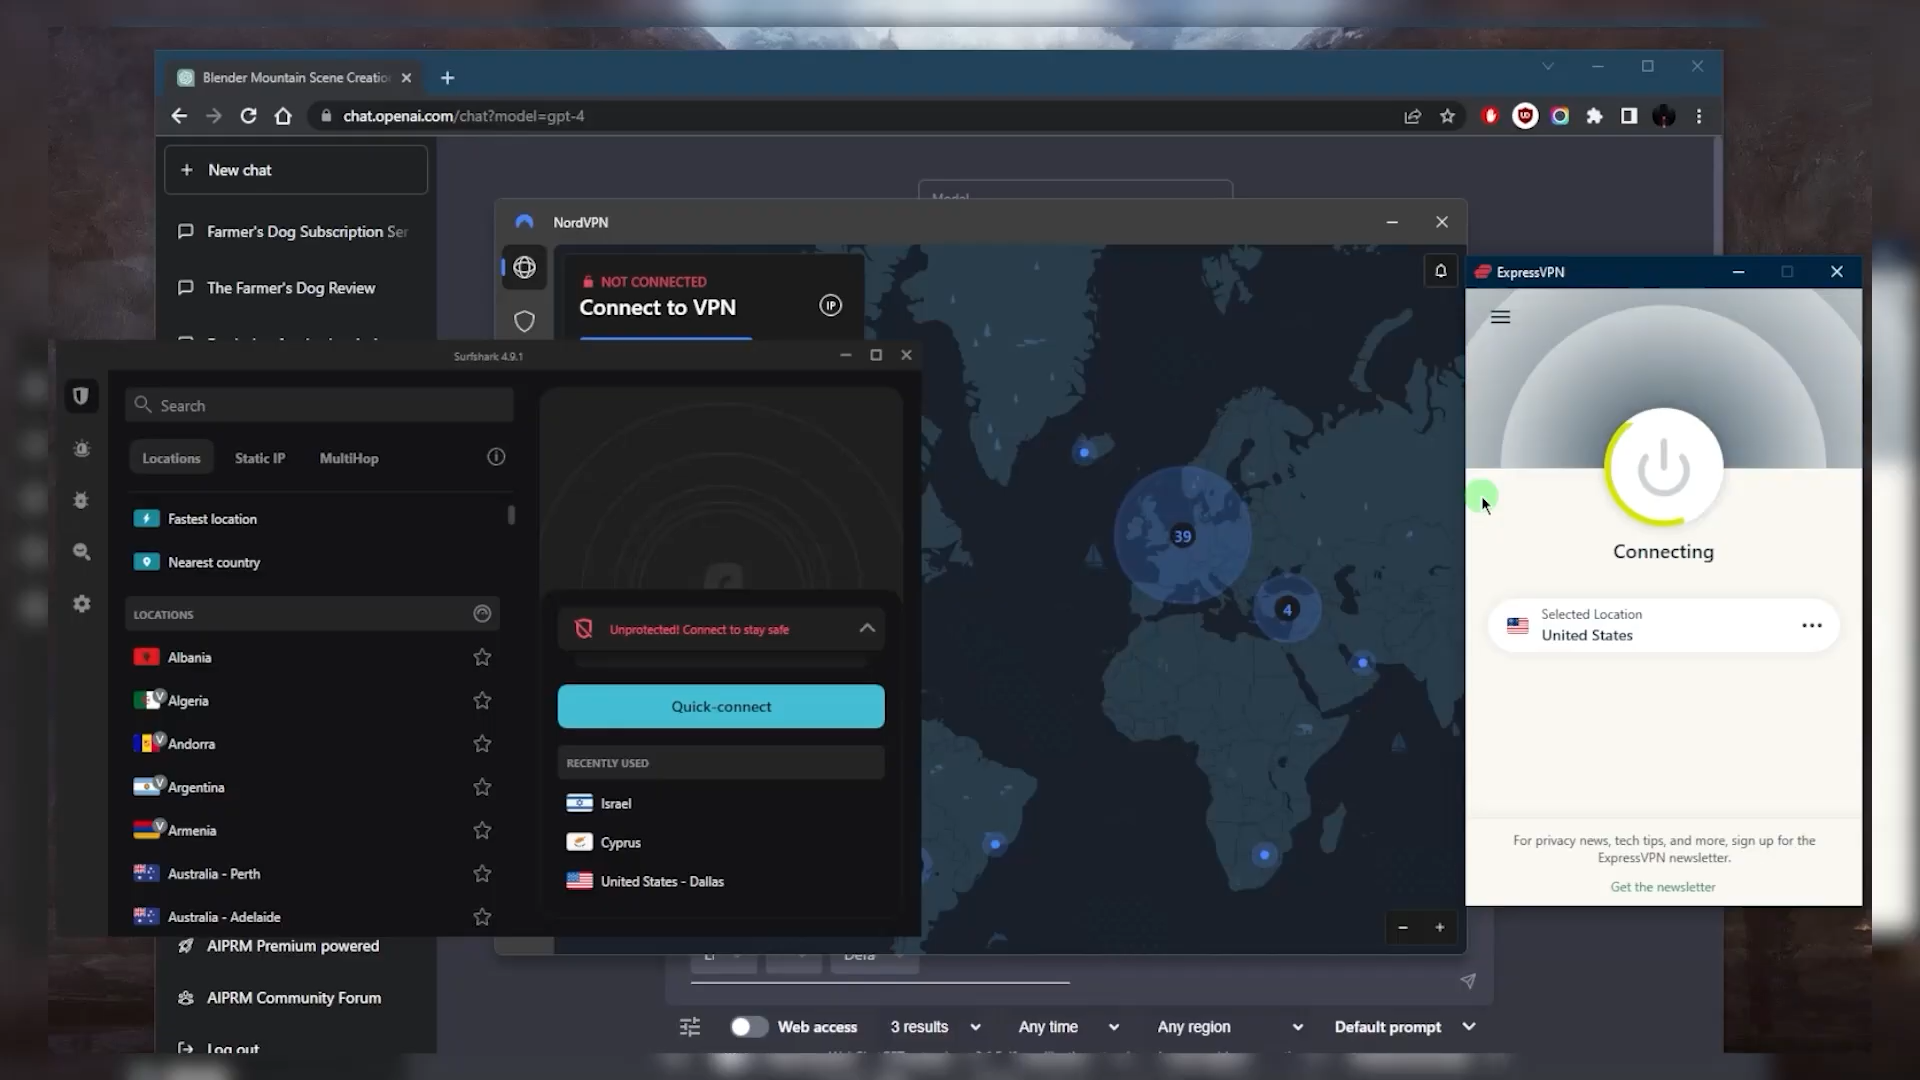 Blender Mountain Scene Creatio
chat.openai.com/chat?model=gpt-4
New chat
Farmer's Dog Subscription Ser
The Farmer's Dog Review
NordVPN
NOT CONNECTED
Connect to VPN
IP
39
4
ExpressVPN
Connecting
Selected Location
United States
For privacy news, tech tips, and more, sign up for the
ExpressVPN newsletter.
Get the newsletter
Surfshark 4.9.1
Search
Locations
Static IP
MultiHop
Fastest location
Nearest country
LOCATIONS
Albania
Algeria
Andorra
Argentina
Armenia
Australia - Perth
Australia - Adelaide
Unprotected! Connect to stay safe
Quick-connect
RECENTLY USED
Israel
Cyprus
United States - Dallas
AIPRM Premium powered
AIPRM Community Forum
Log out
Web access
3 results
Any time
Any region
Default prompt